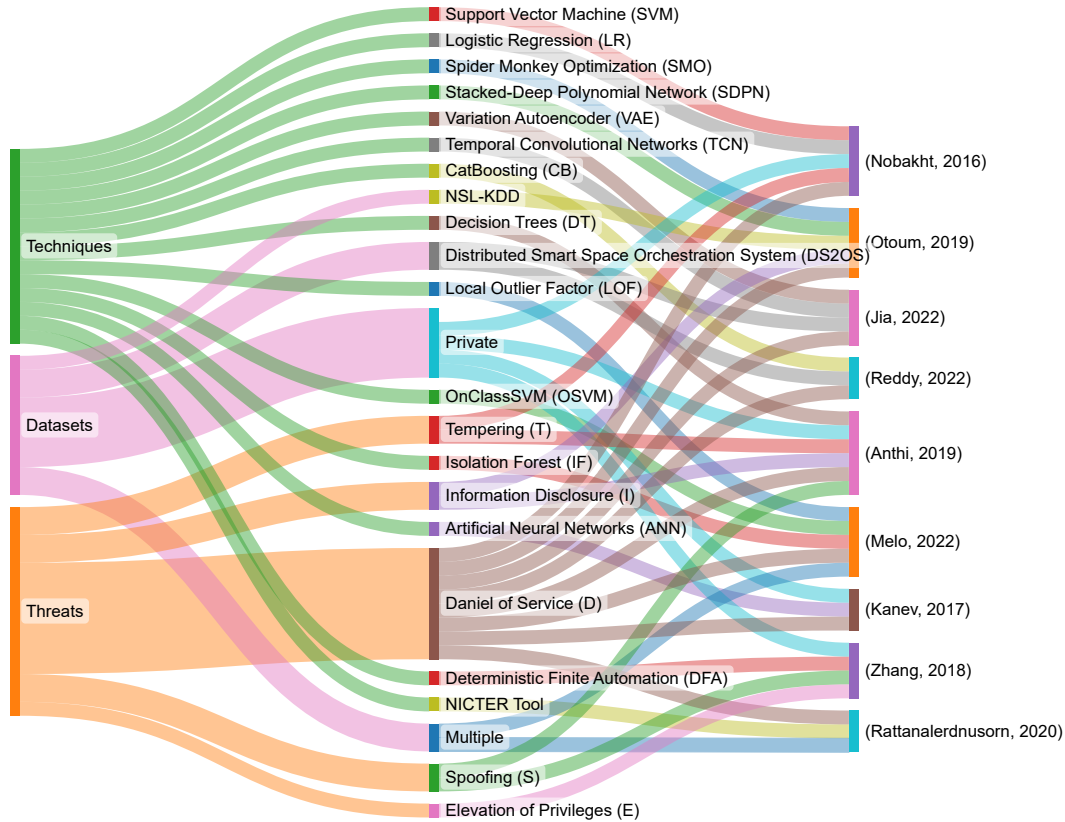 Techniques
Datasets
Threats
Support Vector Machine (SVM)
Logistic Regression (LR)
Spider Monkey Optimization (SMO)
Stacked-Deep Polynomial Network (SDPN)
Variation Autoencoder (VAE)
Temporal Convolutional Networks (TCN)
CatBoosting (CB)
NSL-KDD
Decision Trees (DT)
Distributed Smart Space Orchestration System (DS2OS)
Local Outlier Factor (LOF)
Private
OnClassSVM (OSVM)
Tempering (T)
Isolation Forest (IF)
Information Disclosure (I)
Artificial Neural Networks (ANN)
Daniel of Service (D)
Deterministic Finite Automation (DFA)
NICTER Tool
Multiple
Spoofing (S)
Elevation of Privileges (E)
(Nobakht, 2016)
(Otoum, 2019)
(Jia, 2022)
(Reddy, 2022)
(Anthi, 2019)
(Melo, 2022)
(Kanev, 2017)
(Zhang, 2018)
(Rattanalerdnusorn, 2020)